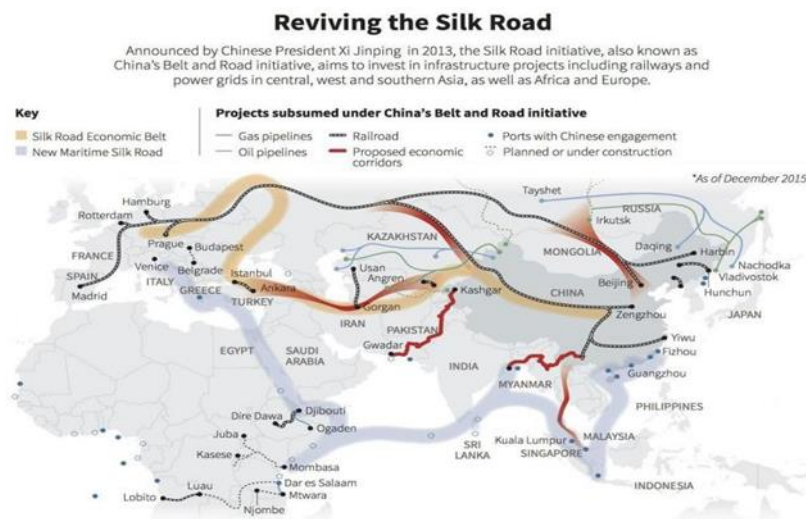 Reviving the Silk Road
Announced by Chinese President Xi Jinping in 2013, the Silk Road initiative, also known as
China's Belt and Road initiative, aims to invest in infrastructure projects including railways and
power grids in central, west and southern Asia, as well as Africa and Europe.
Key
Silk Road Economic Belt
New Maritime Silk Road
Projects subsumed under China's Belt and Road initiative
Gas pipelines
Oil pipelines
Railroad
Proposed economic
corridors
Ports with Chinese engagement
Planned or under construction
*As of December 2015
Tayshet
Hamburg
RUSSIA
Rotterdam
Irkutsk
Prague
KAZAKHSTAN
MONGOLIA
Daqing
Harbin
FRANCE
Budapest
Usan
Nachodka
Vladivostok
SPAIN
Venice
Belgrade
Istanbul
Angren
Beijing
Hunchun
ITALY
Ankara
Madrid
GREECE
TURKEY
Kashgar
CHINA
JAPAN
Gorgan
Zengzhou
IRAN
PAKISTAN
Yiwu
EGYPT
SAUDI
ARABIA
Gwadar
INDIA
Fizhou
MYANMAR
Guangzhou
PHILIPPINES
Dire Dawa
Djibouti
Juba
Ogaden
SRI
LANKA
Kuala Lumpur
MALAYSIA
SINGAPORE
Kasese
Mombasa
INDONESIA
Luau
Dar es Salaam
Lobito
Mtwara
Njombe